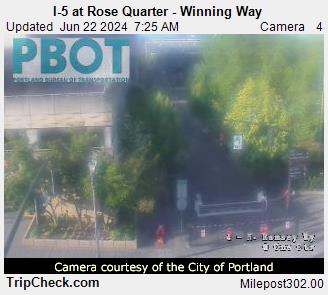 I-5 at Rose Quarter - Winning Way
Updated Jun 22 2024 7:25 AM Camera 4
PBOT
PORTLAND BUREAU OF TRANSPORTATION
Camera courtesy of the City of Portland
TripCheck.com Milepost302.00